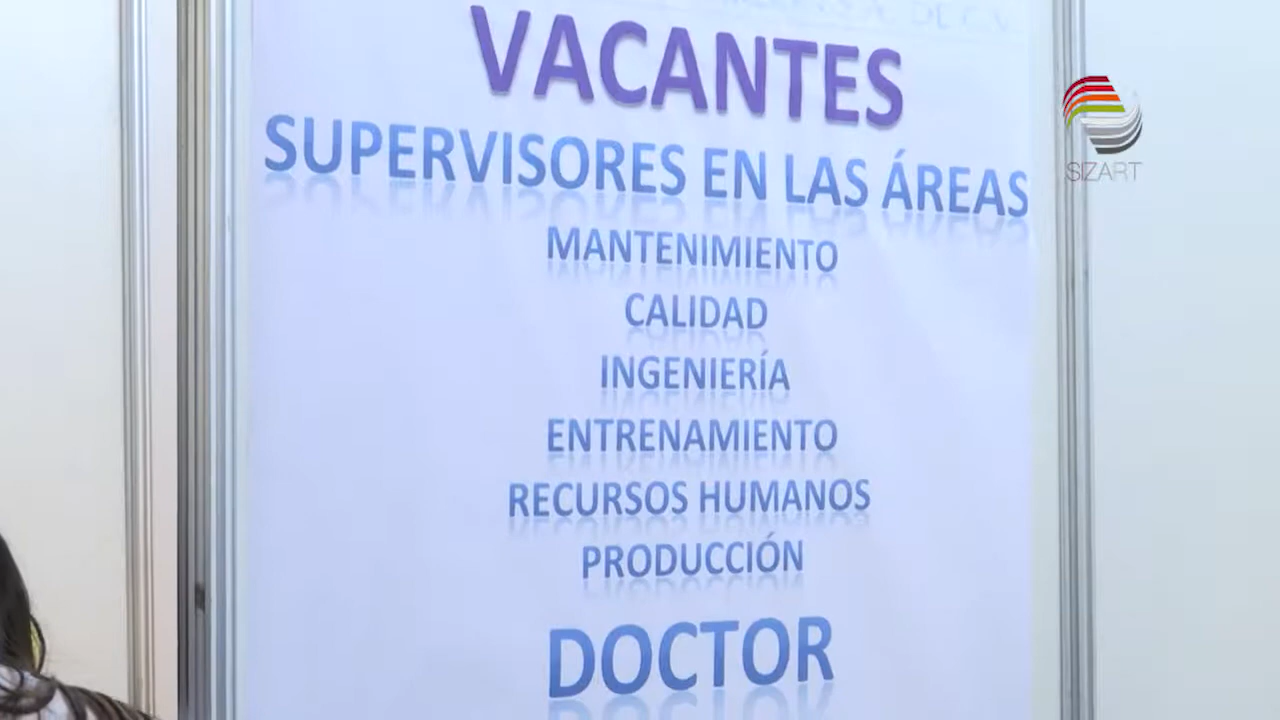 VACANTES
SUPERVISORES EN LAS ÁREAS
MANTENIMIENTO
CALIDAD
INGENIERÍA
ENTRENAMIENTO
RECURSOS HUMANOS
PRODUCCIÓN
DOCTOR
SIZART